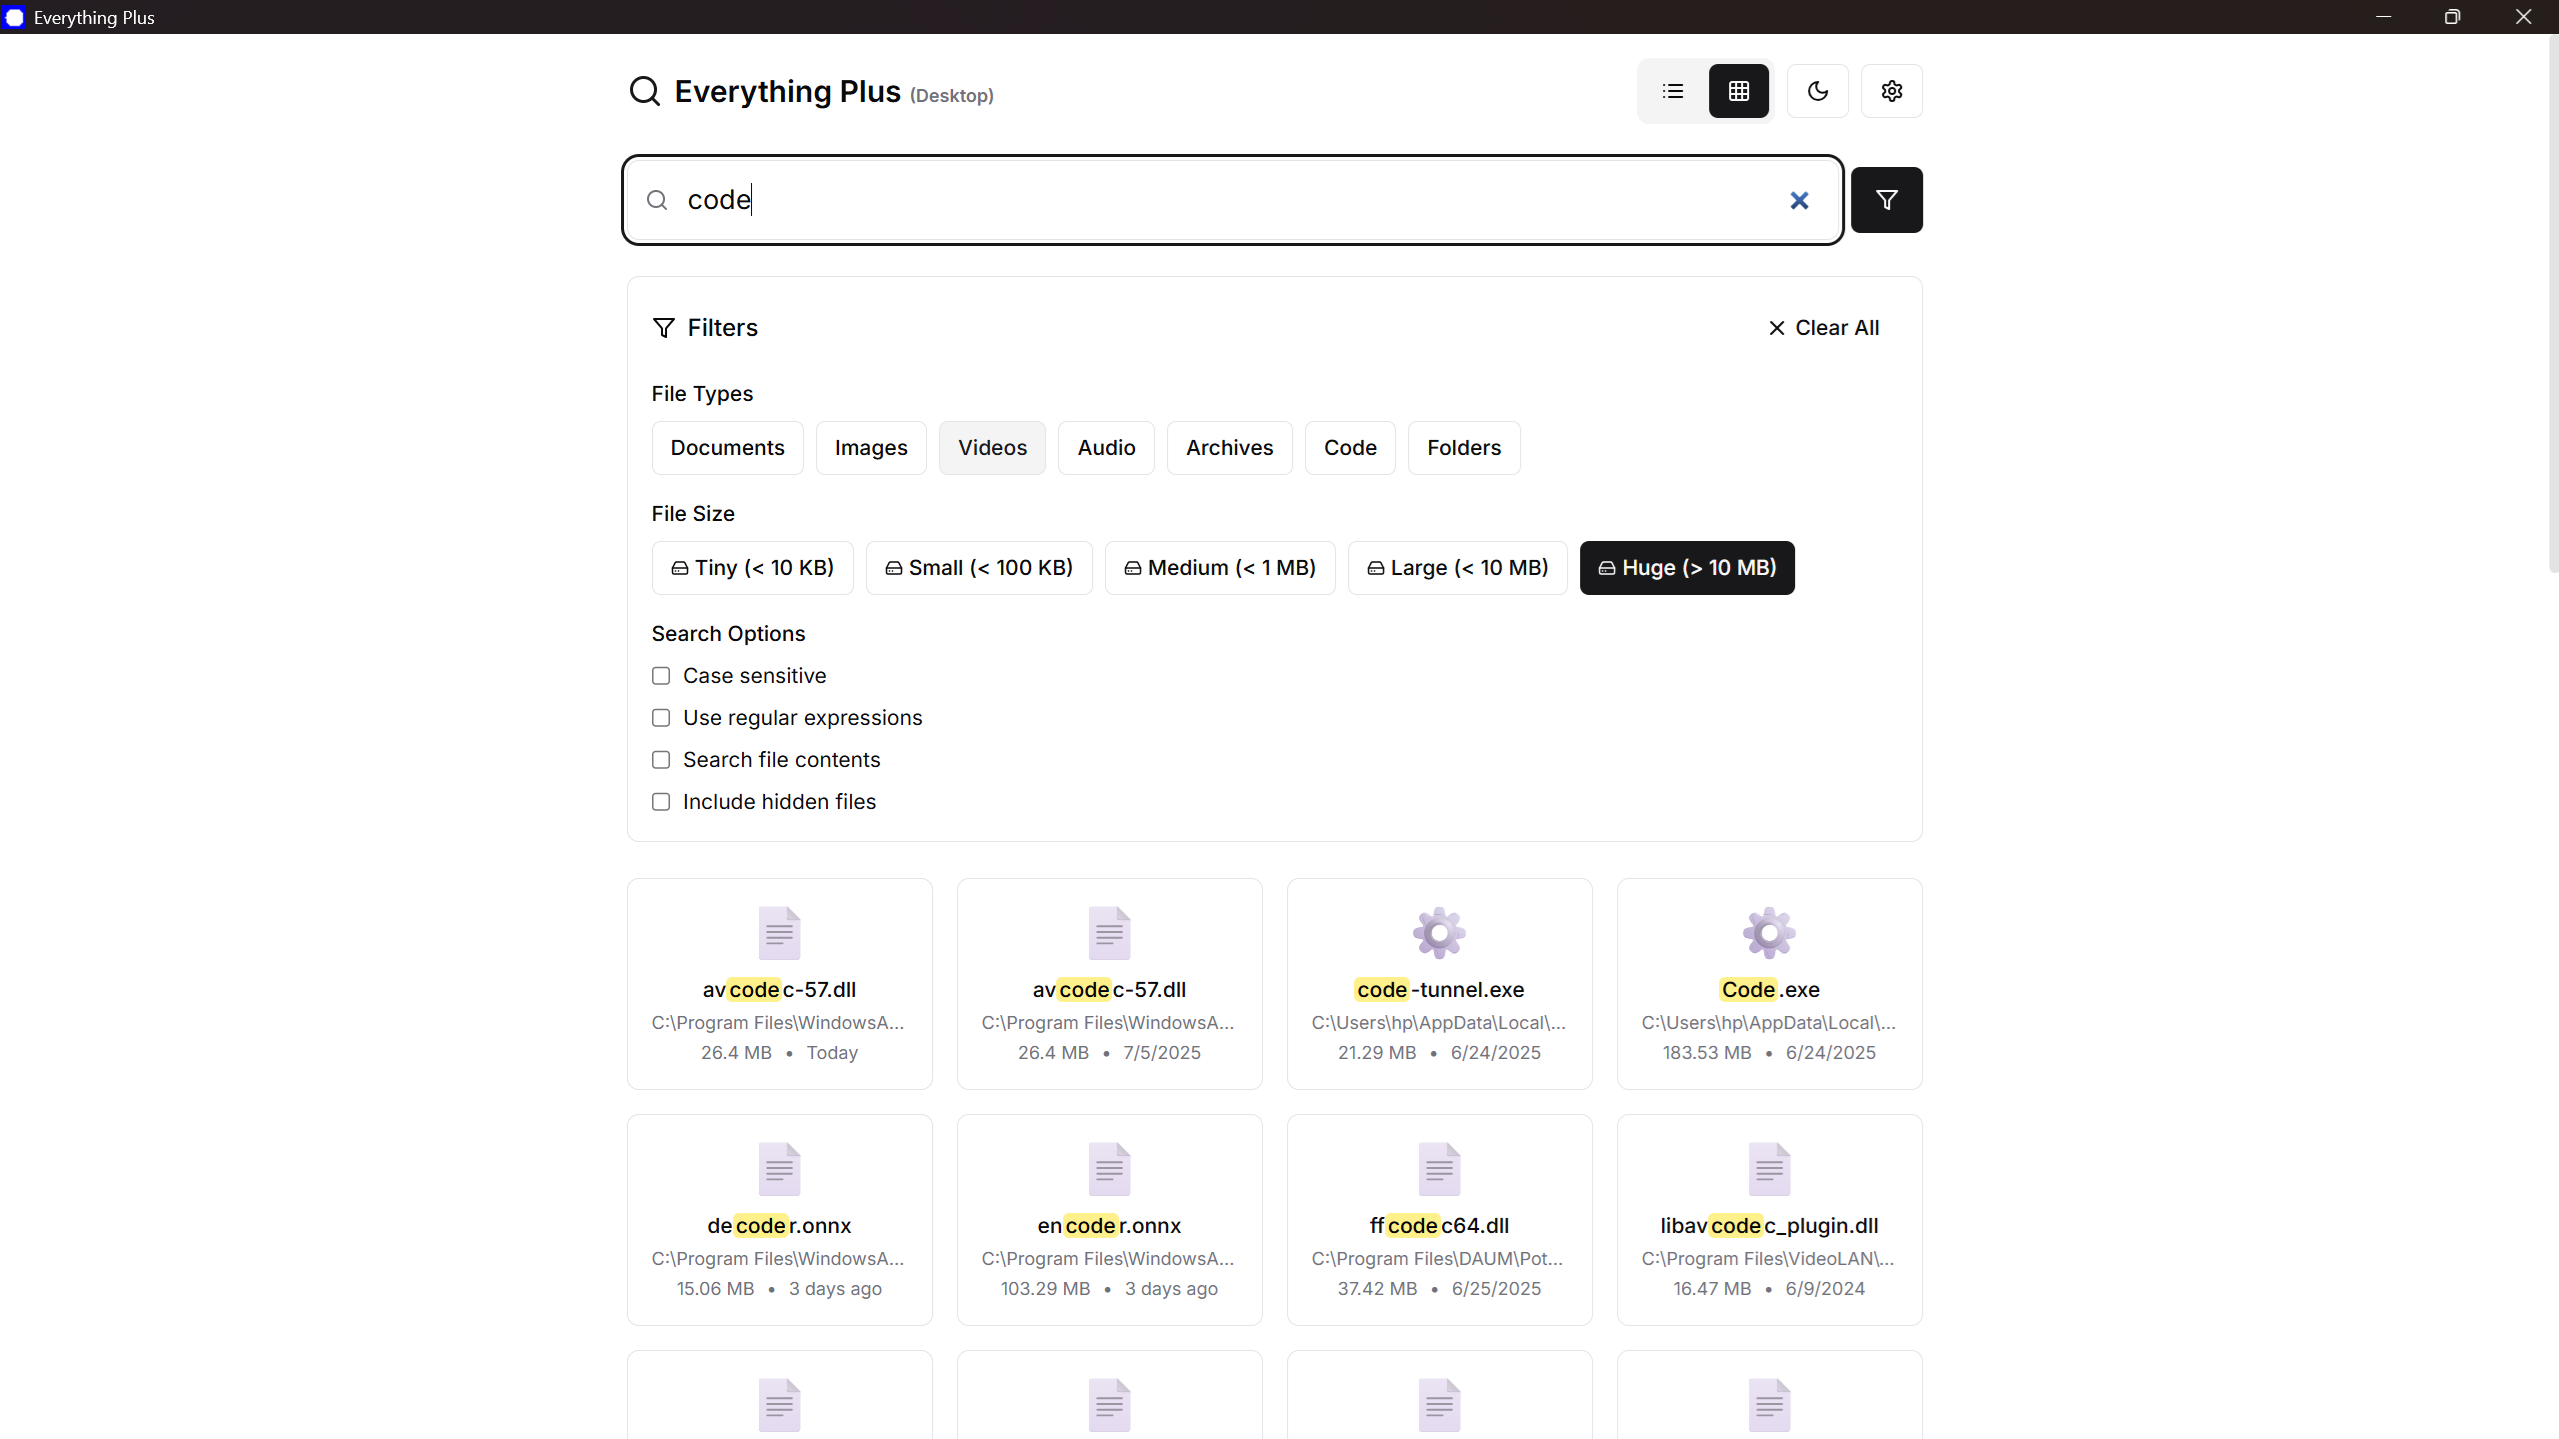 Everything Plus
Everything Plus (Desktop)
code
Filters
Clear All
File Types
Documents Images Videos Audio Archives Code Folders
File Size
Tiny (< 10 KB) Small (< 100 KB) Medium (< 1 MB) Large (< 10 MB) Huge (> 10 MB)
Search Options
Case sensitive
Use regular expressions
Search file contents
Include hidden files
avcodec-57.dll
C:\Program Files\WindowsA...
26.4 MB • Today
avcodec-57.dll
C:\Program Files\WindowsA...
26.4 MB • 7/5/2025
code-tunnel.exe
C:\Users\hp\AppData\Local\...
21.29 MB • 6/24/2025
Code.exe
C:\Users\hp\AppData\Local\...
183.53 MB • 6/24/2025
decoder.onnx
C:\Program Files\WindowsA...
15.06 MB • 3 days ago
encoder.onnx
C:\Program Files\WindowsA...
103.29 MB • 3 days ago
ffcodec64.dll
C:\Program Files\DAUM\Pot...
37.42 MB • 6/25/2025
libavcodec_plugin.dll
C:\Program Files\VideoLAN\...
16.47 MB • 6/9/2024